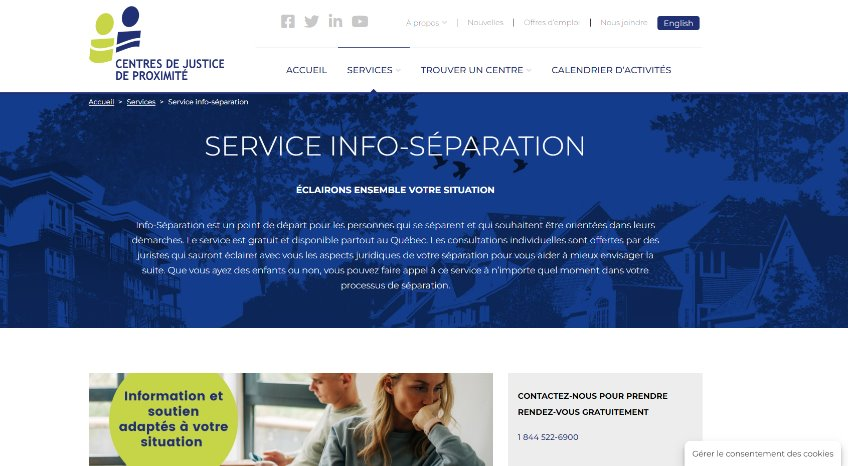 À propos
Nouvelles
Offres d'emploi
Nous joindre
English
CENTRES DE JUSTICE
DE PROXIMITÉ
ACCUEIL
SERVICES
TROUVER UN CENTRE
CALENDRIER D'ACTIVITÉS
Accueil > Services > Service info-séparation
SERVICE INFO-SÉPARATION
ÉCLAIRONS ENSEMBLE VOTRE SITUATION
Info-Séparation est un point de départ pour les personnes qui se séparent et qui souhaitent être orientées dans leurs
démarches. Le service est gratuit et disponible partout au Québec. Les consultations individuelles sont offertes par des
juristes qui sauront éclairer avec vous les aspects juridiques de votre séparation pour vous aider à mieux envisager la
suite. Que vous ayez des enfants ou non, vous pouvez faire appel à ce service à n'importe quel moment dans votre
processus de séparation.
Information et
soutien
adaptés à votre
situation
CONTACTEZ-NOUS POUR PRENDRE
RENDEZ-VOUS GRATUITEMENT
1 844 522-6900
Gérer le consentement des cookies